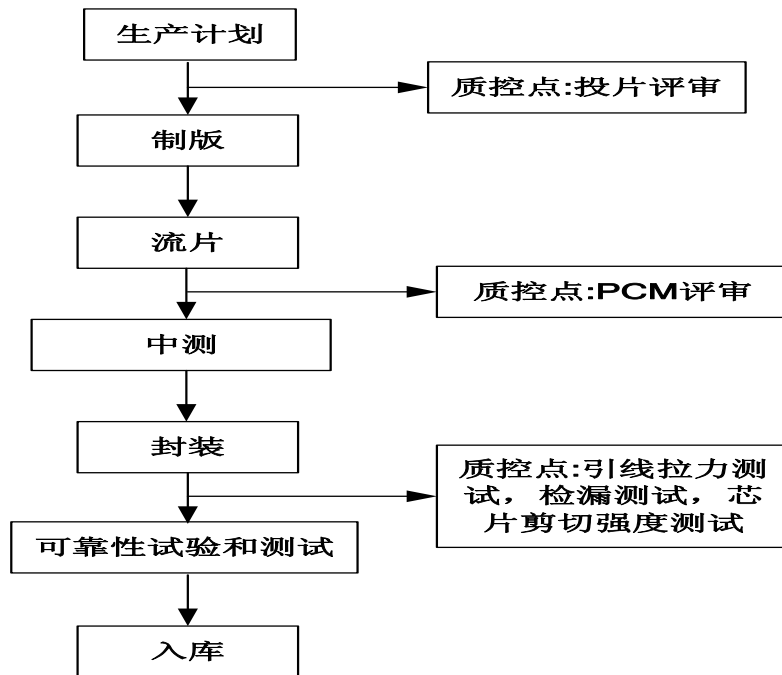 生产计划
质控点:投片评审
制版
流片
质控点:PCM评审
中测
封装
质控点:引线拉力测
试，检漏测试，芯
片剪切强度测试
可靠性试验和测试
入库